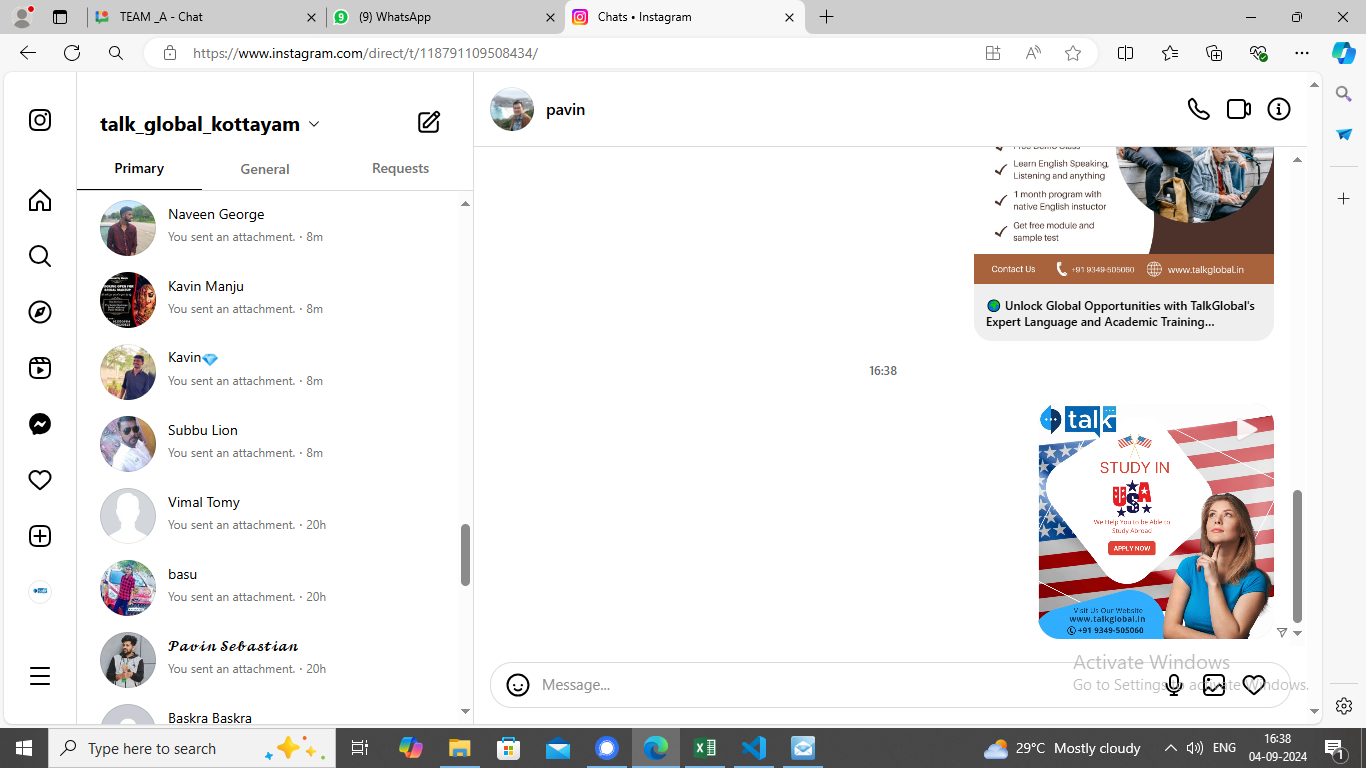 TEAM _A - Chat
(9) WhatsApp
Chats • Instagram
https://www.instagram.com/direct/t/118791109508434/
talk_global_kottayam
Primary
General
Requests
Naveen George
You sent an attachment. · 8m
Kavin Manju
You sent an attachment. · 8m
Kavin💎
You sent an attachment. · 8m
Subbu Lion
You sent an attachment. · 8m
Vimal Tomy
You sent an attachment. · 20h
basu
You sent an attachment. · 20h
𝓟𝓪𝓿𝓲𝓷 𝓢𝓮𝓫𝓪𝓼𝓽𝓲𝓪𝓷
You sent an attachment. · 20h
Baskra Baskra
pavin
Free Demo Class
Learn English Speaking,
Listening and anything
1 month program with
native English instuctor
Get free module and
sample test
Contact Us
+91 9349-505060
www.talkglobal.in
🌍 Unlock Global Opportunities with TalkGlobal's
Expert Language and Academic Training...
16:38
talk
STUDY IN
USA
We Help You to be Able to
Study Abroad
APPLY NOW
Visit Us Our Website
www.talkglobal.in
+91 9349-505060
Message...
Activate Windows
Go to Settings to activate Windows.
Type here to search
29°C Mostly cloudy
ENG
16:38
04-09-2024
1